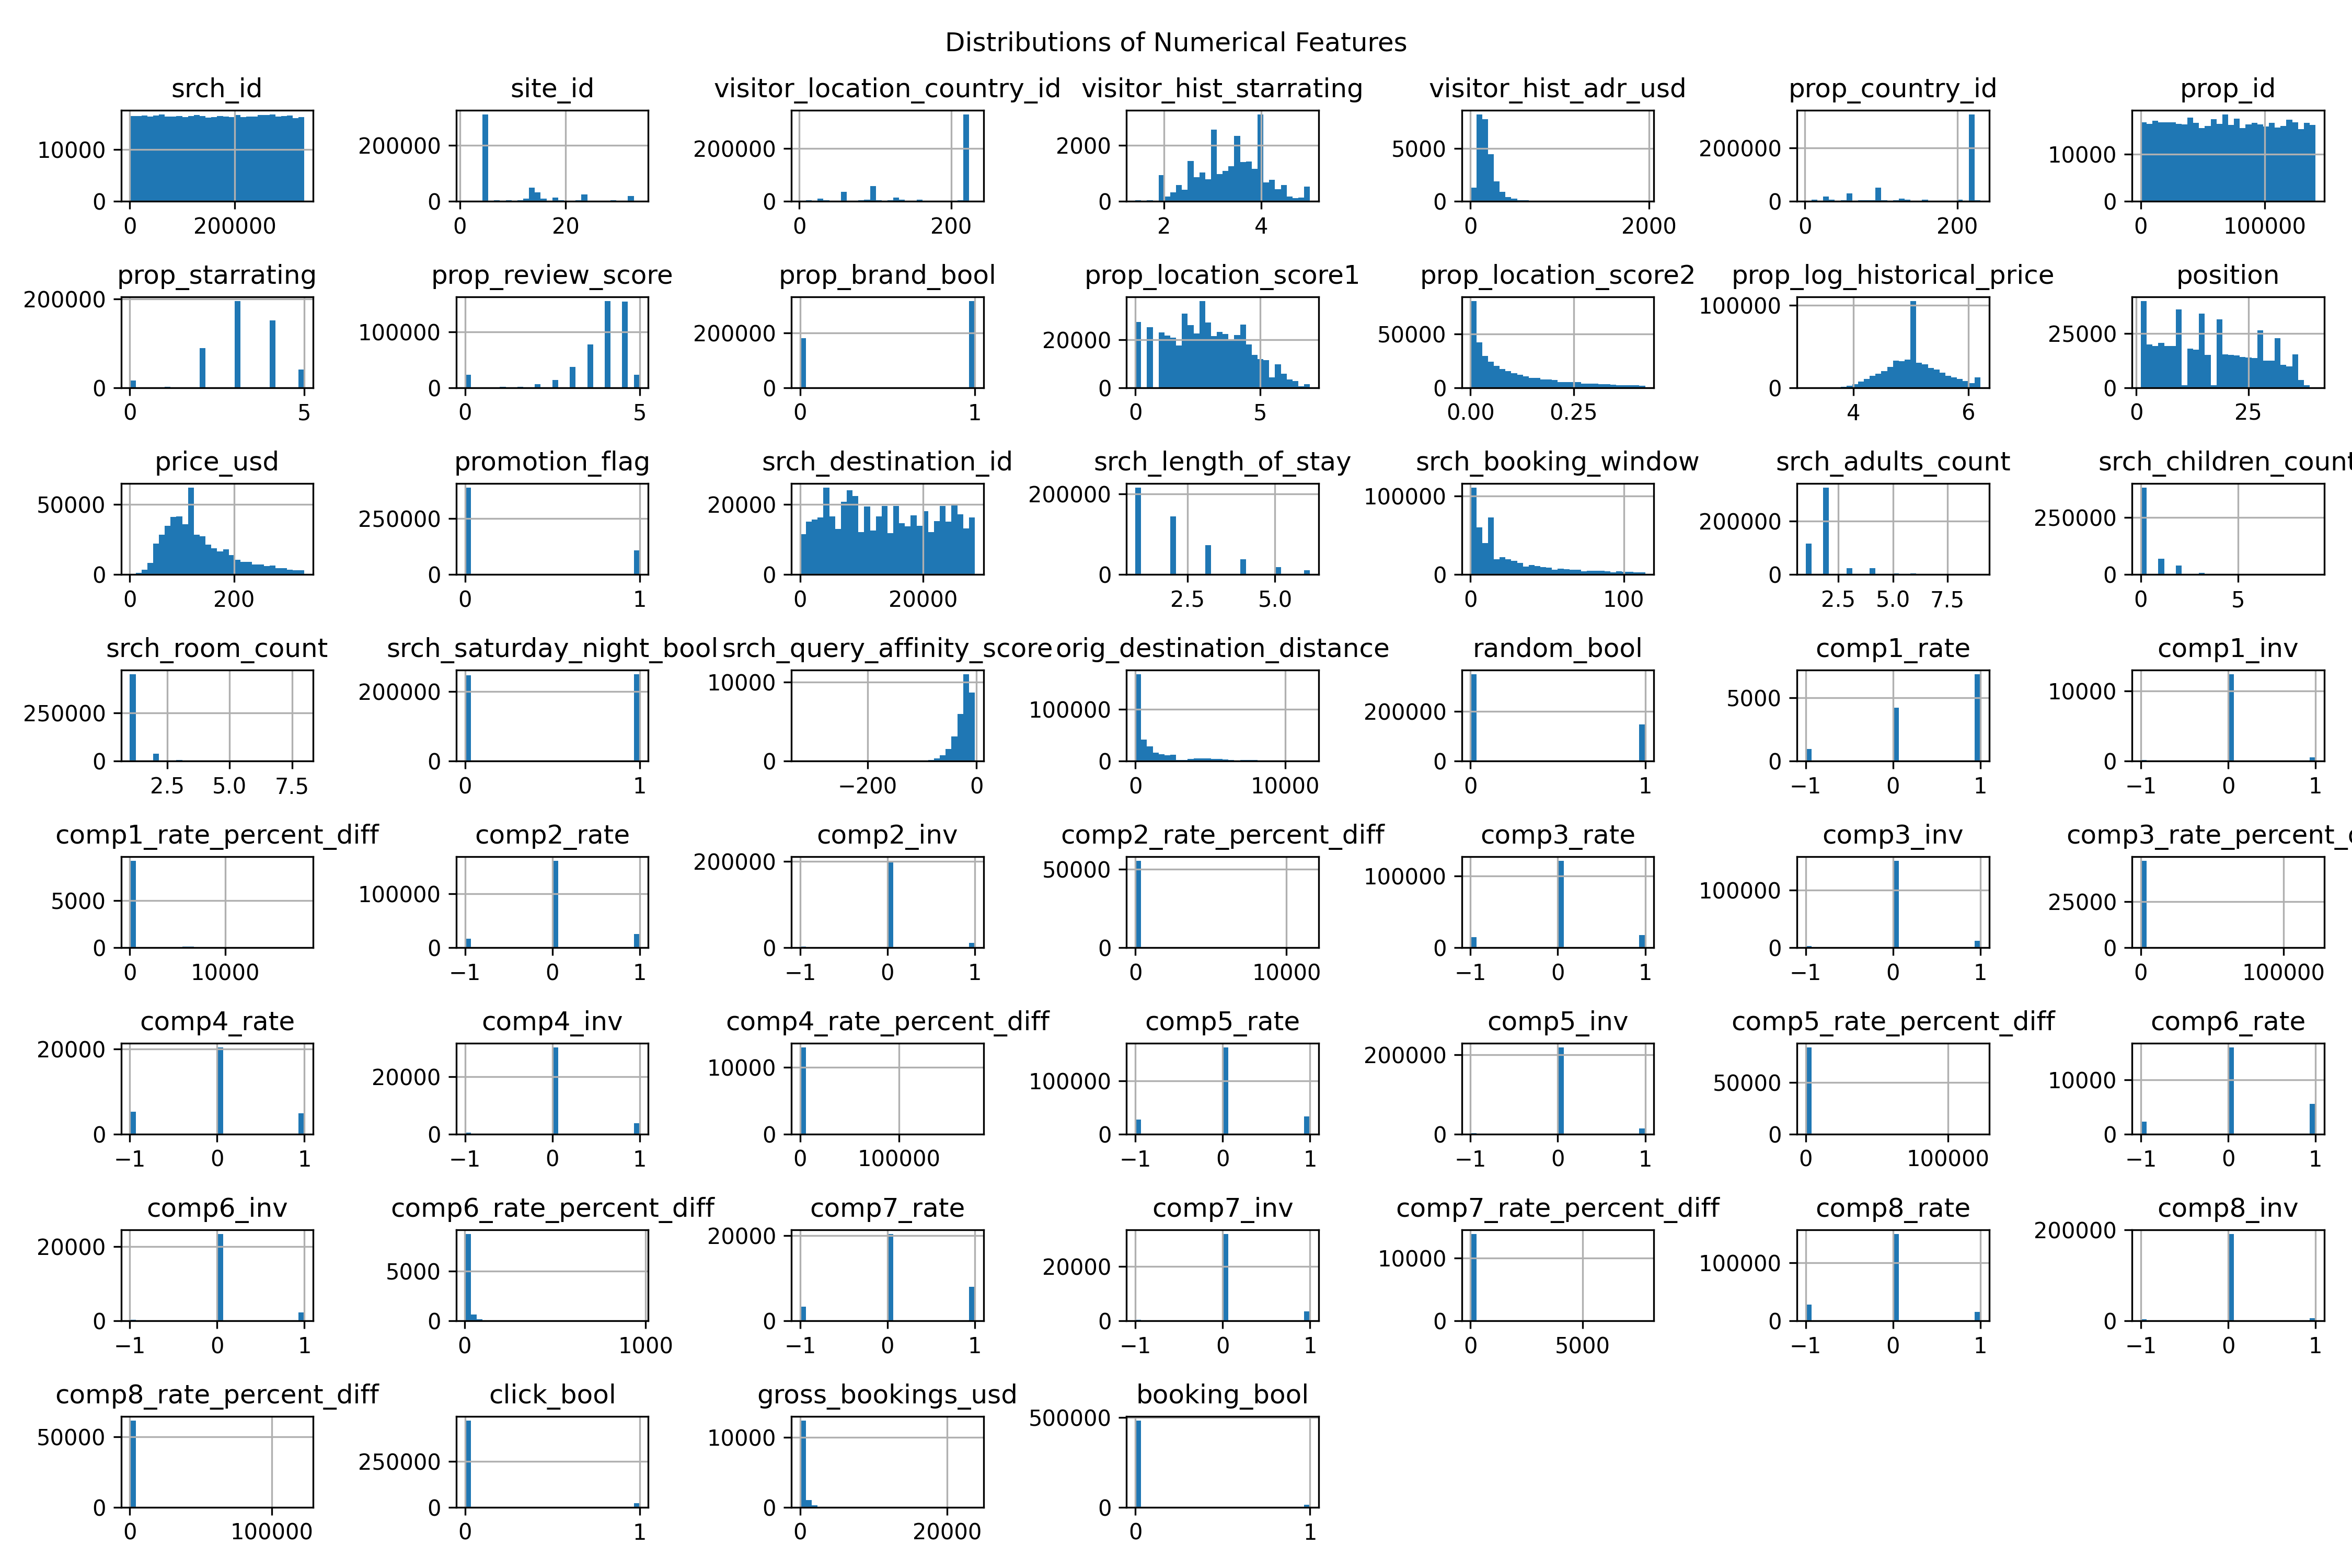 Distributions of Numerical Features
srch_id
10000
0
0 200000
site_id
200000
0
0 20
visitor_location_country_id
200000
0
0 200
visitor_hist_starrating
2000
0
2 4
visitor_hist_adr_usd
5000
0
0 2000
prop_country_id
200000
0
0 200
prop_id
10000
0
0 100000
prop_starrating
200000
0
0 5
prop_review_score
100000
0
0 5
prop_brand_bool
200000
0
0 1
prop_location_score1
20000
0
0 5
prop_location_score2
50000
0
0.00 0.25
prop_log_historical_price
100000
0
4 6
position
25000
0
0 25
price_usd
50000
0
0 200
promotion_flag
250000
0
0 1
srch_destination_id
20000
0
0 20000
srch_length_of_stay
200000
0
2.5 5.0
srch_booking_window
100000
0
0 100
srch_adults_count
200000
0
2.5 5.0 7.5
srch_children_count
250000
0
0 5
srch_room_count
250000
0
2.5 5.0 7.5
srch_saturday_night_bool
200000
0
0 1
srch_query_affinity_score
10000
0
−200 0
orig_destination_distance
100000
0
0 10000
random_bool
200000
0
0 1
comp1_rate
5000
0
−1 0 1
comp1_inv
10000
0
−1 0 1
comp1_rate_percent_diff
5000
0
0 10000
comp2_rate
100000
0
−1 0 1
comp2_inv
200000
0
−1 0 1
comp2_rate_percent_diff
50000
0
0 10000
comp3_rate
100000
0
−1 0 1
comp3_inv
100000
0
−1 0 1
comp3_rate_percent_d
25000
0
0 100000
comp4_rate
20000
0
−1 0 1
comp4_inv
20000
0
−1 0 1
comp4_rate_percent_diff
10000
0
0 100000
comp5_rate
100000
0
−1 0 1
comp5_inv
200000
0
−1 0 1
comp5_rate_percent_diff
50000
0
0 100000
comp6_rate
10000
0
−1 0 1
comp6_inv
20000
0
−1 0 1
comp6_rate_percent_diff
5000
0
0 1000
comp7_rate
20000
0
−1 0 1
comp7_inv
20000
0
−1 0 1
comp7_rate_percent_diff
10000
0
0 5000
comp8_rate
100000
0
−1 0 1
comp8_inv
200000
0
−1 0 1
comp8_rate_percent_diff
50000
0
0 100000
click_bool
250000
0
0 1
gross_bookings_usd
10000
0
0 20000
booking_bool
500000
0
0 1